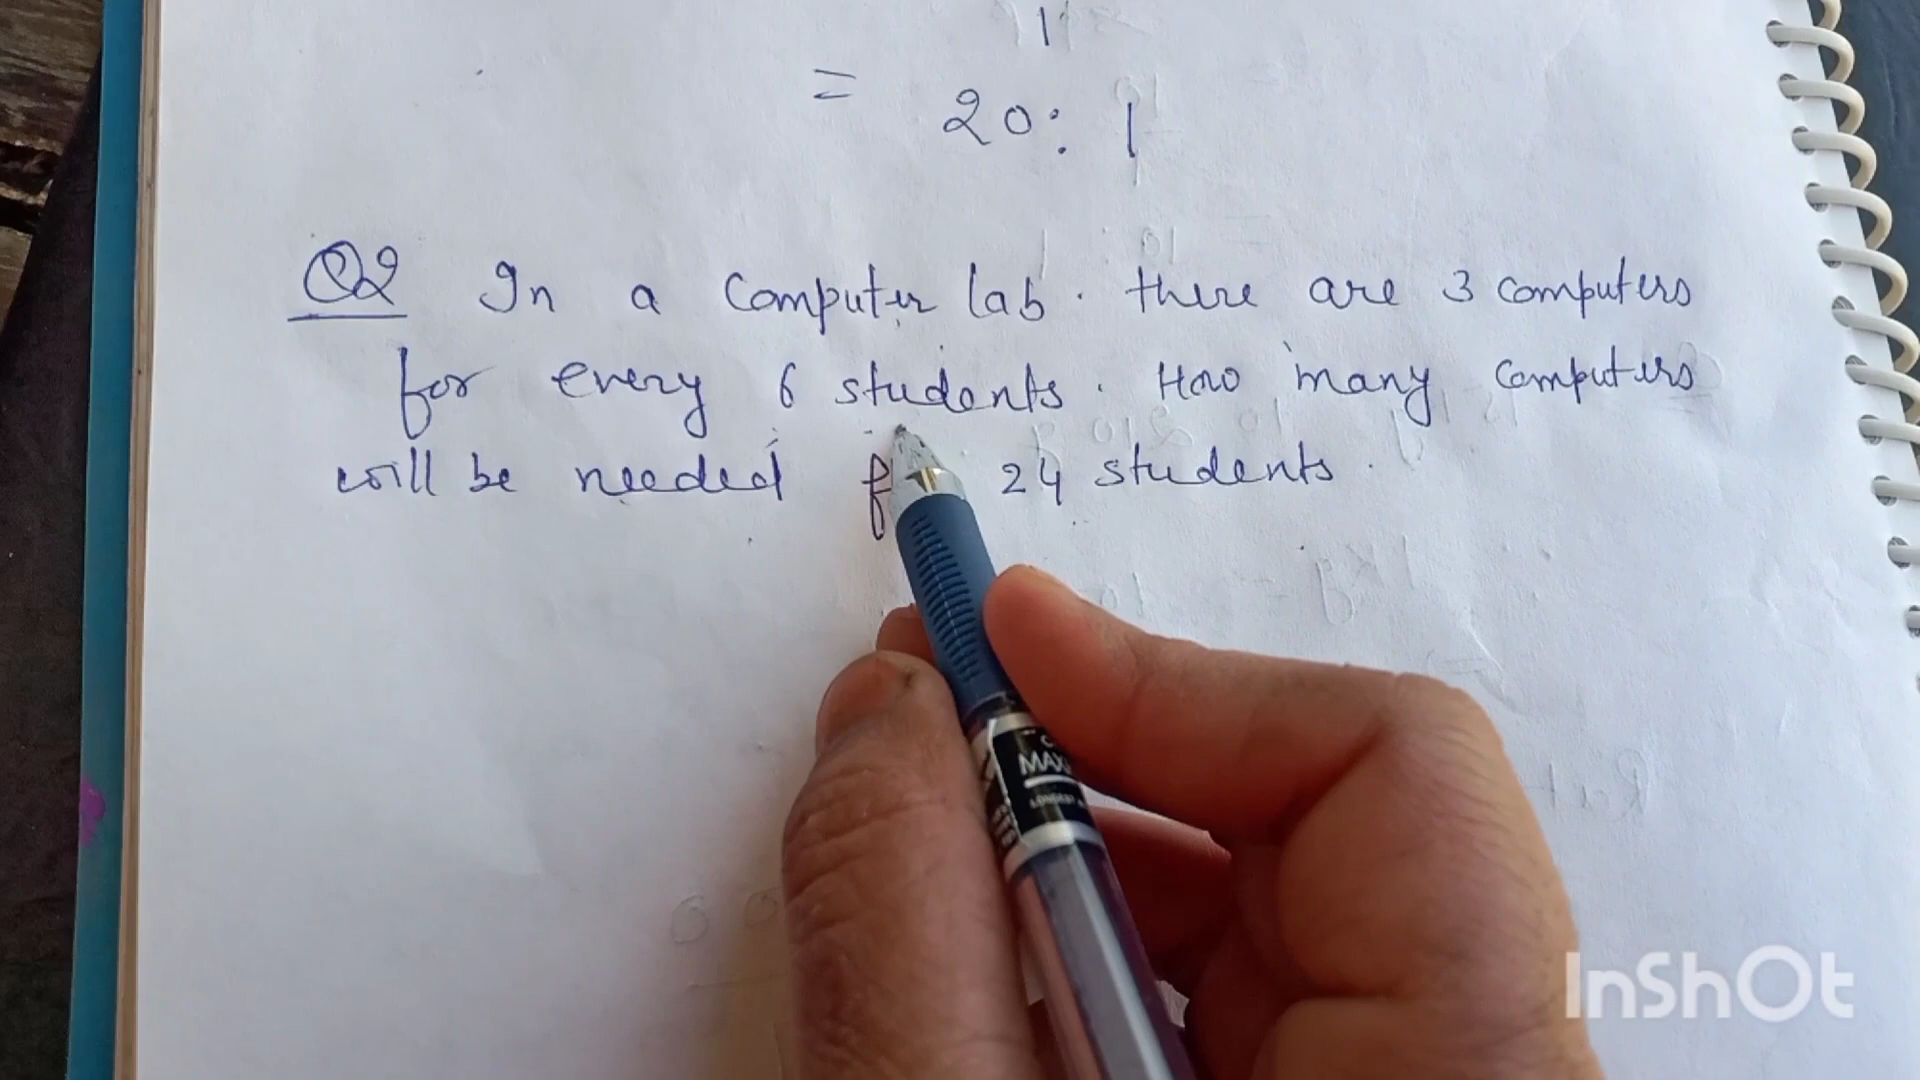 = 20 : 1
Q2 In a Computer lab. there are 3 computers
for every 6 students. How many computers
will be needed 24 students.
MAX
InShOt